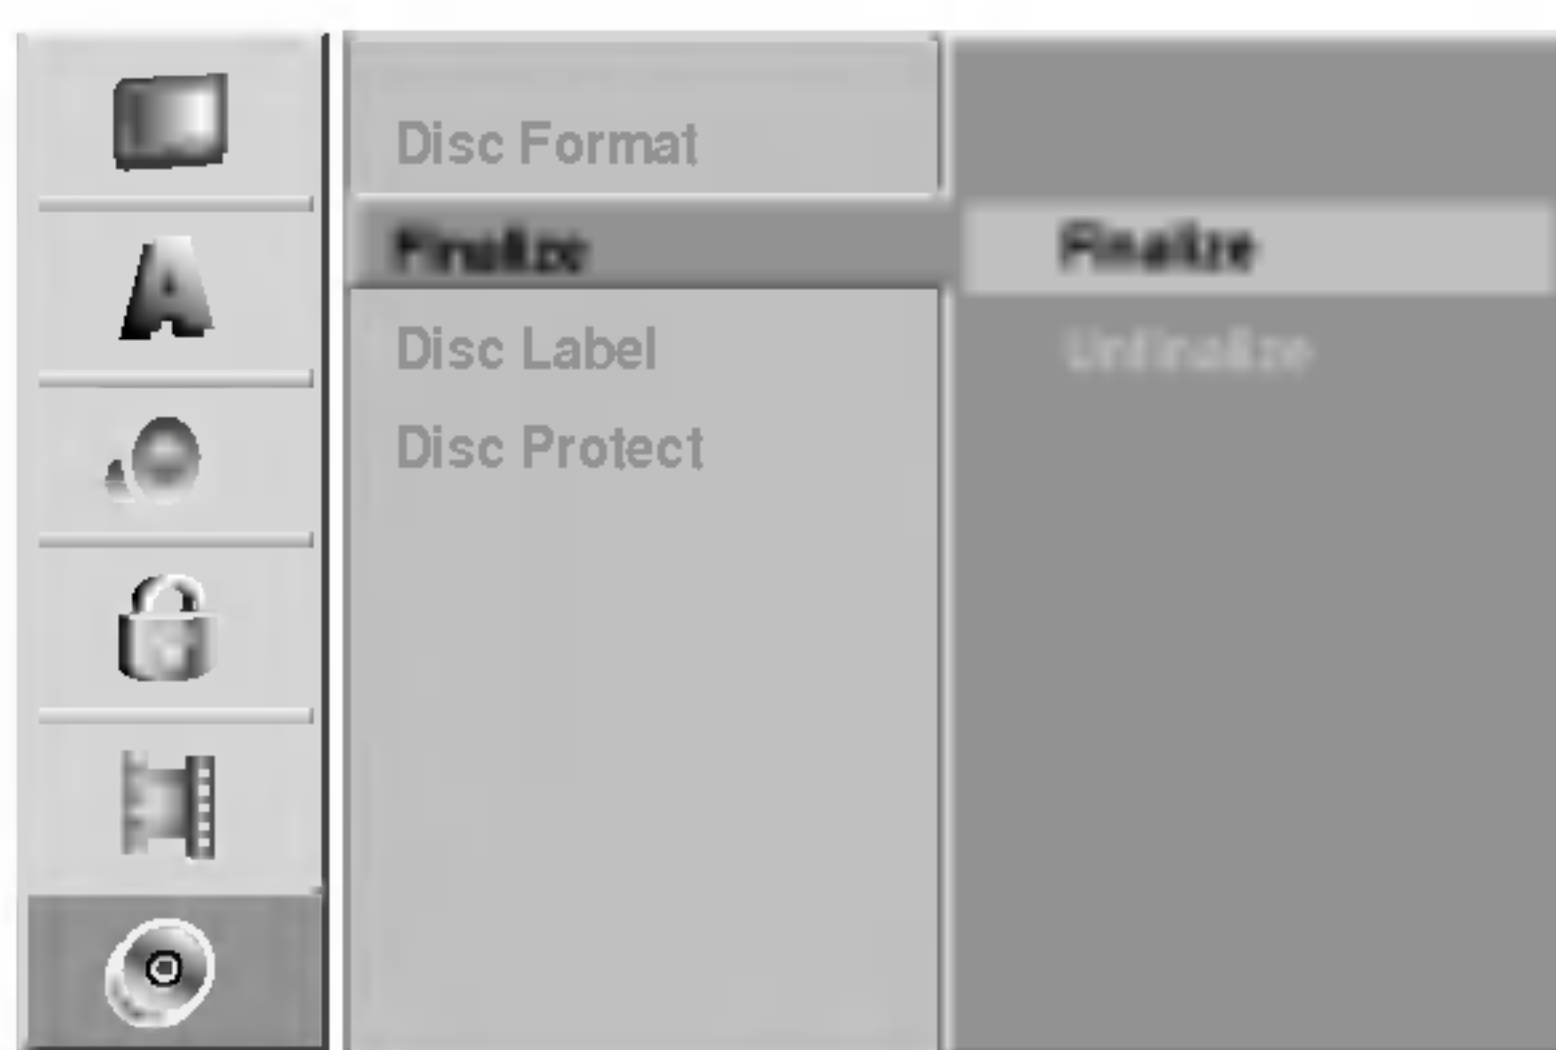 Disc Format
Finalize
Finalize
Disc Label
Unfinalize
Disc Protect